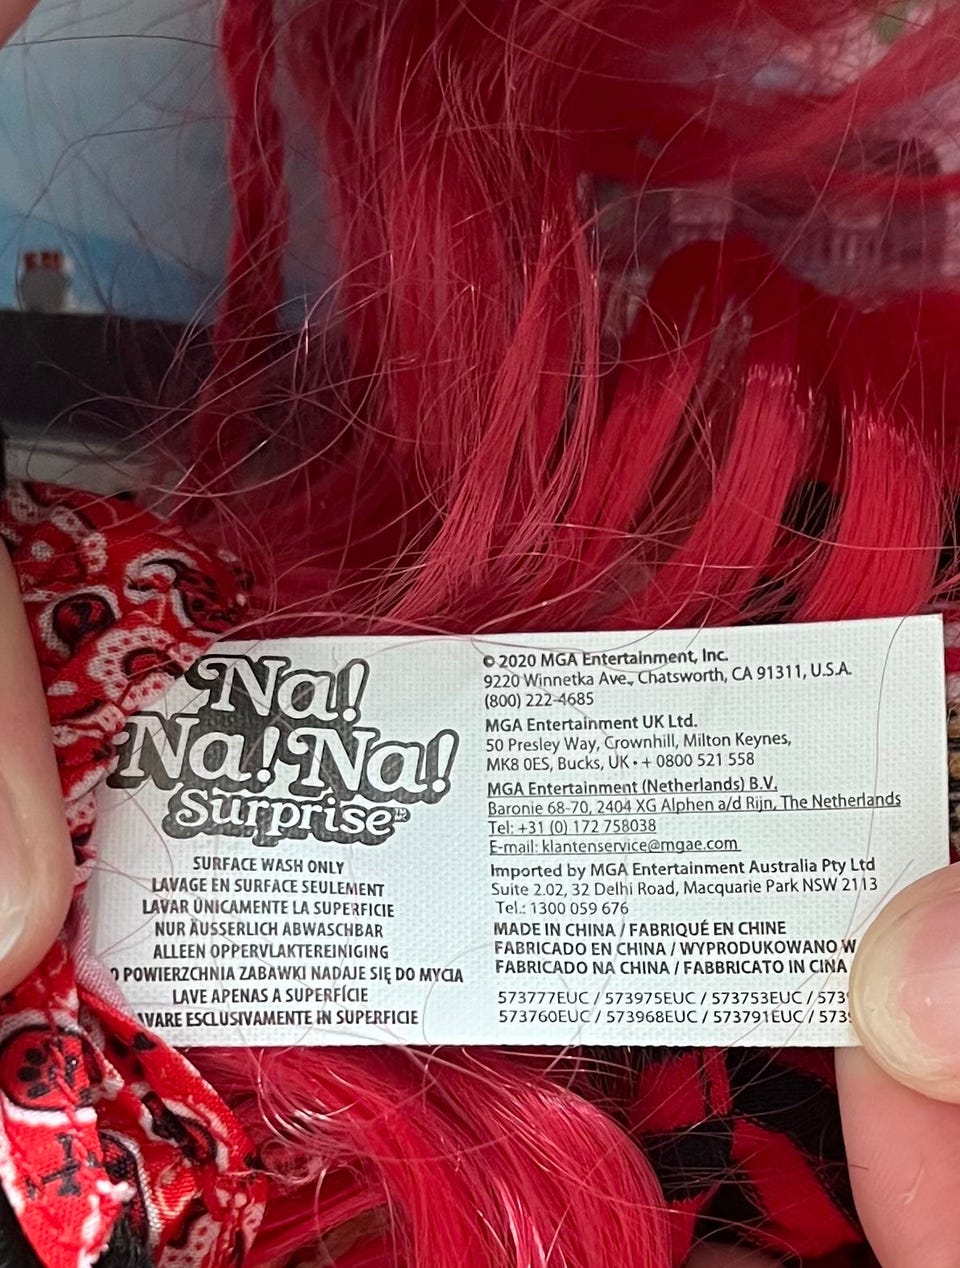 Na!
Na! Na!
Surprise™
SURFACE WASH ONLY
LAVAGE EN SURFACE SEULEMENT
LAVAR ÚNICAMENTE LA SUPERFICIE
NUR ÄUSSERLICH ABWASCHBAR
ALLEEN OPPERVLAKTEREINIGING
POWIERZCHNIA ZABAWKI NADAJE SIĘ DO MYCIA
LAVE APENAS A SUPERFÍCIE
VARE ESCLUSIVAMENTE IN SUPERFICIE
© 2020 MGA Entertainment, Inc.
9220 Winnetka Ave., Chatsworth, CA 91311, U.S.A.
(800) 222-4685
MGA Entertainment UK Ltd.
50 Presley Way, Crownhill, Milton Keynes,
MK8 0ES, Bucks, UK • + 0800 521 558
MGA Entertainment (Netherlands) B.V.
Baronie 68-70, 2404 XG Alphen a/d Rijn, The Netherlands
Tel: +31 (0) 172 758038
E-mail: klantenservice@mgae.com
Imported by MGA Entertainment Australia Pty Ltd
Suite 2.02, 32 Delhi Road, Macquarie Park NSW 2113
Tel.: 1300 059 676
MADE IN CHINA / FABRIQUÉ EN CHINE
FABRICADO EN CHINA / WYPRODUKOWANO W
FABRICADO NA CHINA / FABBRICATO IN CINA
573777EUC / 573975EUC / 573753EUC / 573
573760EUC / 573968EUC / 573791EUC / 573